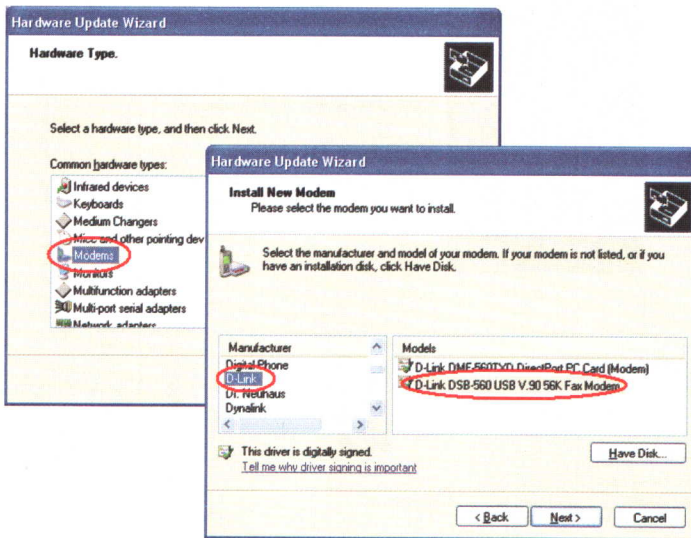 Hardware Update Wizard
Hardware Type.
Select a hardware type, and then click Next.
Common hardware types:
Infrared devices
Keyboards
Medium Changers
Mice and other pointing dev
Modems
Monitors
Multifunction adapters
Multi-port serial adapters
Network adapters
Hardware Update Wizard
Install New Modem
Please select the modem you want to install.
Select the manufacturer and model of your modem. If your modem is not listed, or if you
have an installation disk, click Have Disk.
Manufacturer
Digital Phone
D-Link
Dr. Neuhaus
Dynalink
Models
D-Link DMF-560TXD DirectPort PC Card (Modem)
D-Link DSB-560 USB V.90 56K Fax Modem
This driver is digitally signed.
Tell me why driver signing is important
Have Disk...
< Back
Next >
Cancel